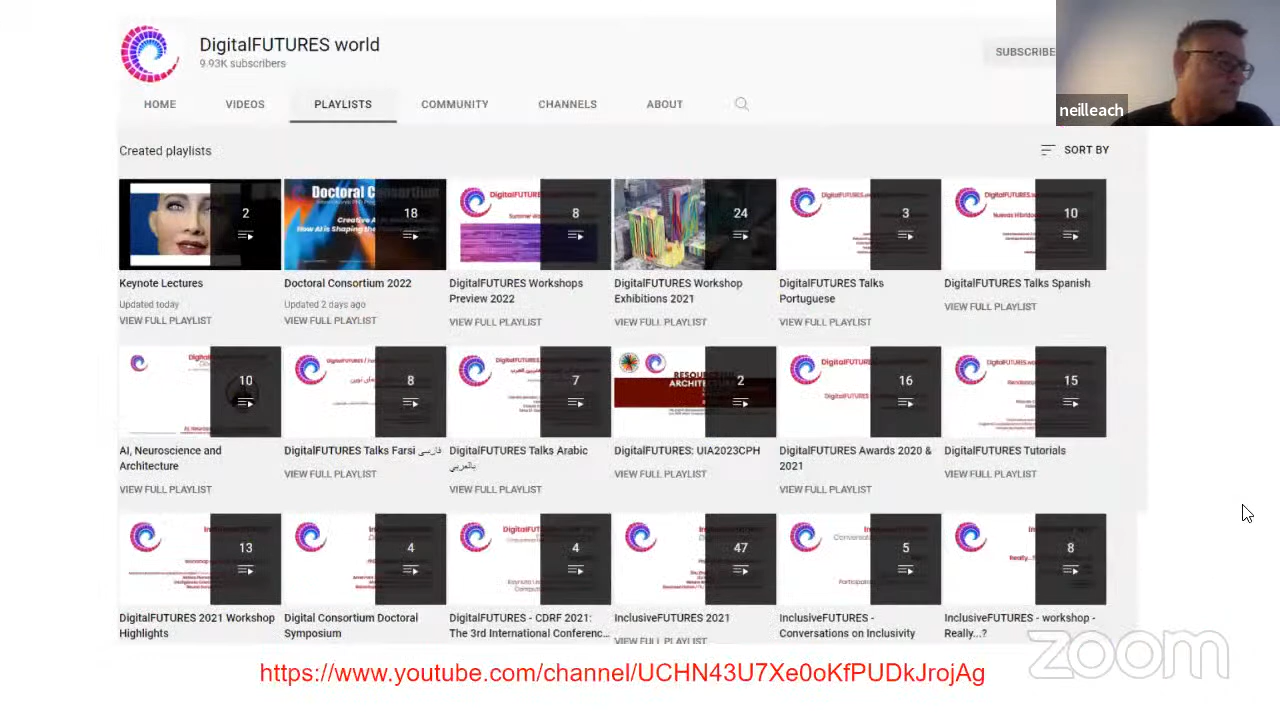 DigitalFUTURES world
9.93K subscribers
SUBSCRIBE
neilleach
HOME VIDEOS PLAYLISTS COMMUNITY CHANNELS ABOUT
Created playlists
SORT BY
2 18 8 24 3 10
Keynote Lectures
Updated today
VIEW FULL PLAYLIST
Doctoral Consortium 2022
Updated 2 days ago
VIEW FULL PLAYLIST
DigitalFUTURES Workshops
Preview 2022
VIEW FULL PLAYLIST
DigitalFUTURES Workshop
Exhibitions 2021
VIEW FULL PLAYLIST
DigitalFUTURES Talks
Portuguese
VIEW FULL PLAYLIST
DigitalFUTURES Talks Spanish
VIEW FULL PLAYLIST
10 8 7 2 16 15
AI, Neuroscience and
Architecture
VIEW FULL PLAYLIST
DigitalFUTURES Talks Farsi فارسی
VIEW FULL PLAYLIST
DigitalFUTURES Talks Arabic
بالعربي
VIEW FULL PLAYLIST
DigitalFUTURES: UIA2023CPH
VIEW FULL PLAYLIST
DigitalFUTURES Awards 2020 &
2021
VIEW FULL PLAYLIST
DigitalFUTURES Tutorials
VIEW FULL PLAYLIST
13 4 4 47 5 8
DigitalFUTURES 2021 Workshop
Highlights
Digital Consortium Doctoral
Symposium
DigitalFUTURES - CDRF 2021:
The 3rd International Conferenc...
InclusiveFUTURES 2021
VIEW FULL PLAYLIST
InclusiveFUTURES -
Conversations on Inclusivity
InclusiveFUTURES - workshop -
Really...?
zoom
https://www.youtube.com/channel/UCHN43U7Xe0oKfPUDkJrojAg